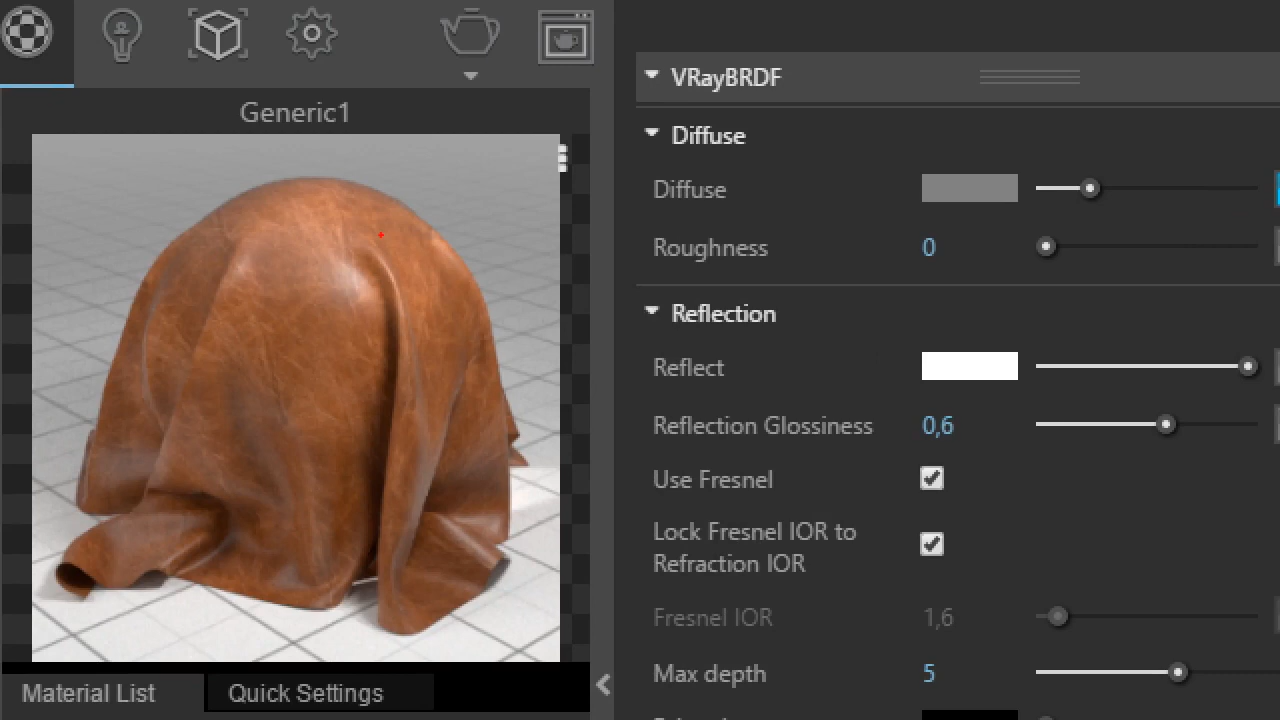 Generic1
Material List
Quick Settings
VRayBRDF
Diffuse
Diffuse
Roughness 0
Reflection
Reflect
Reflection Glossiness 0,6
Use Fresnel
Lock Fresnel IOR to
Refraction IOR
Fresnel IOR 1,6
Max depth 5